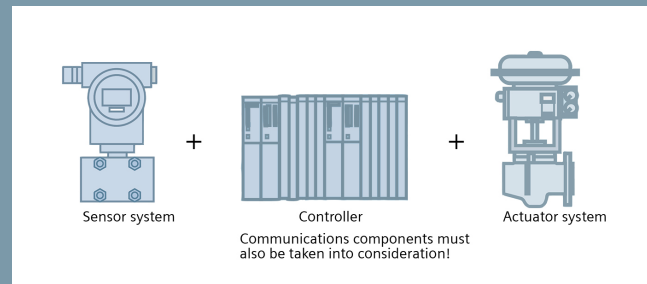 +
+
Sensor system
Controller
Actuator system
Communications components must
also be taken into consideration!